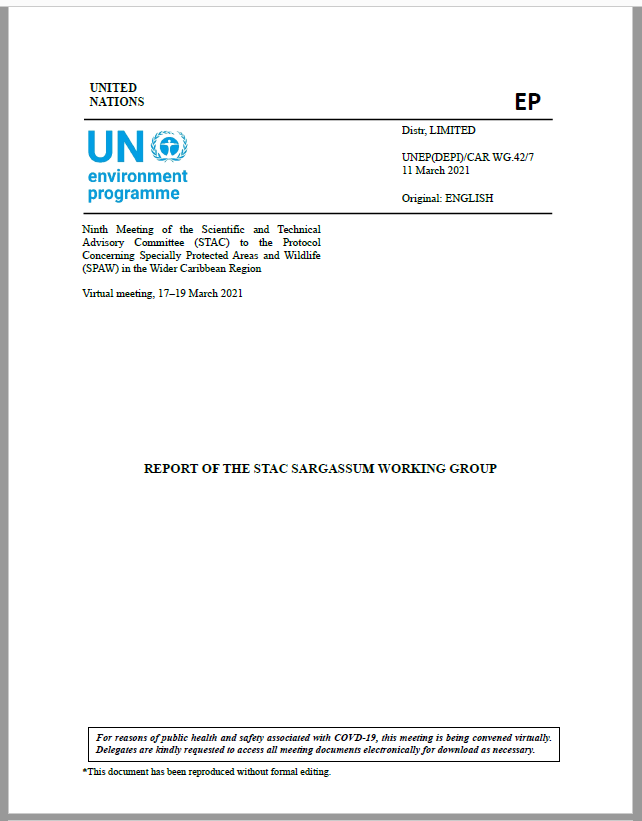 UNITED
NATIONS
EP
Distr, LIMITED
UNEP(DEPI)/CAR WG.42/7
11 March 2021
Original: ENGLISH
UN
environment
programme
Ninth Meeting of the Scientific and Technical
Advisory Committee (STAC) to the Protocol
Concerning Specially Protected Areas and Wildlife
(SPAW) in the Wider Caribbean Region
Virtual meeting, 17–19 March 2021
REPORT OF THE STAC SARGASSUM WORKING GROUP
For reasons of public health and safety associated with COVD-19, this meeting is being convened virtually.
Delegates are kindly requested to access all meeting documents electronically for download as necessary.
*This document has been reproduced without formal editing.